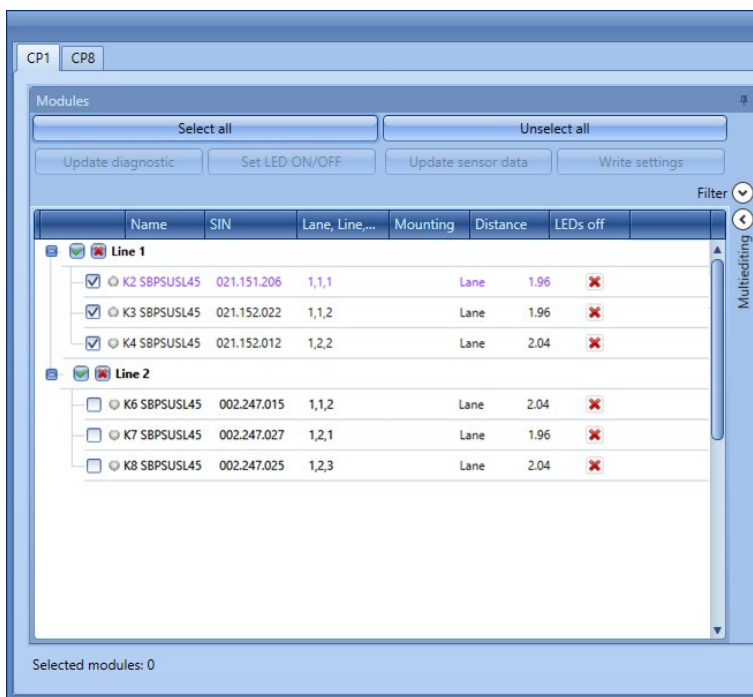 CP1 CP8
Modules
Select all Unselect all
Update diagnostic Set LED ON/OFF Update sensor data Write settings
Filter
Name SIN Lane, Line,... Mounting Distance LEDs off
Multiediting
Line 1
K2 SBPSUSL45 021.151.206 1,1,1 Lane 1.96
K3 SBPSUSL45 021.152.022 1,1,2 Lane 1.96
K4 SBPSUSL45 021.152.012 1,2,2 Lane 2.04
Line 2
K6 SBPSUSL45 002.247.015 1,1,2 Lane 2.04
K7 SBPSUSL45 002.247.027 1,2,1 Lane 1.96
K8 SBPSUSL45 002.247.025 1,2,3 Lane 2.04
Selected modules: 0